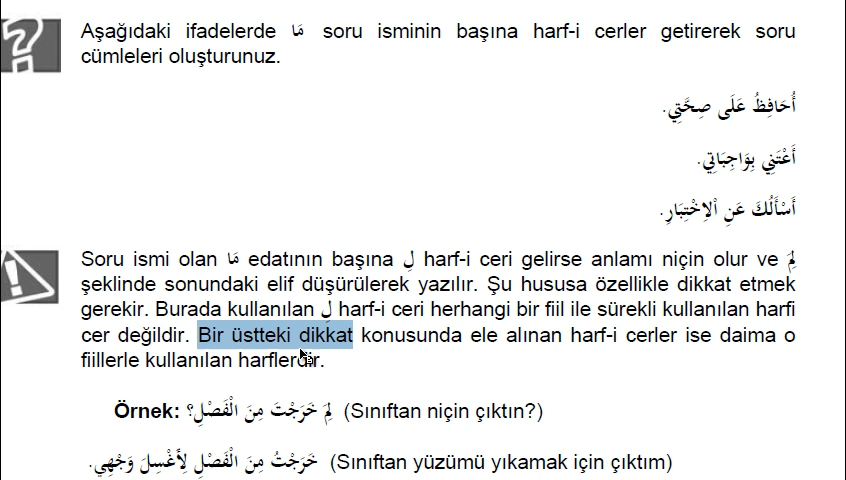 Aşağıdaki ifadelerde مَا soru isminin başına harf-i cerler getirerek soru
cümleleri oluşturunuz.
أُحَافِظُ عَلَى صِحَّتِي.
أَعْتَنِي بِوَاجِبَاتِي.
أَسْأَلُكَ عَنِ اْلاِخْتِبَارِ.
Soru ismi olan مَا edatının başına لِ harf-i ceri gelirse anlamı niçin olur ve لِمَ
şeklinde sonundaki elif düşürülerek yazılır. Şu hususa özellikle dikkat etmek
gerekir. Burada kullanılan لِ harf-i ceri herhangi bir fiil ile sürekli kullanılan harfi
cer değildir. Bir üstteki dikkat konusunda ele alınan harf-i cerler ise daima o
fiillerle kullanılan harflerdir.
Örnek: لِمَ خَرَجْتَ مِنَ الْفَصْلِ؟ (Sınıftan niçin çıktın?)
خَرَجْتُ مِنَ الْفَصْلِ لِأَغْسِلَ وَجْهِي. (Sınıftan yüzümü yıkamak için çıktım)